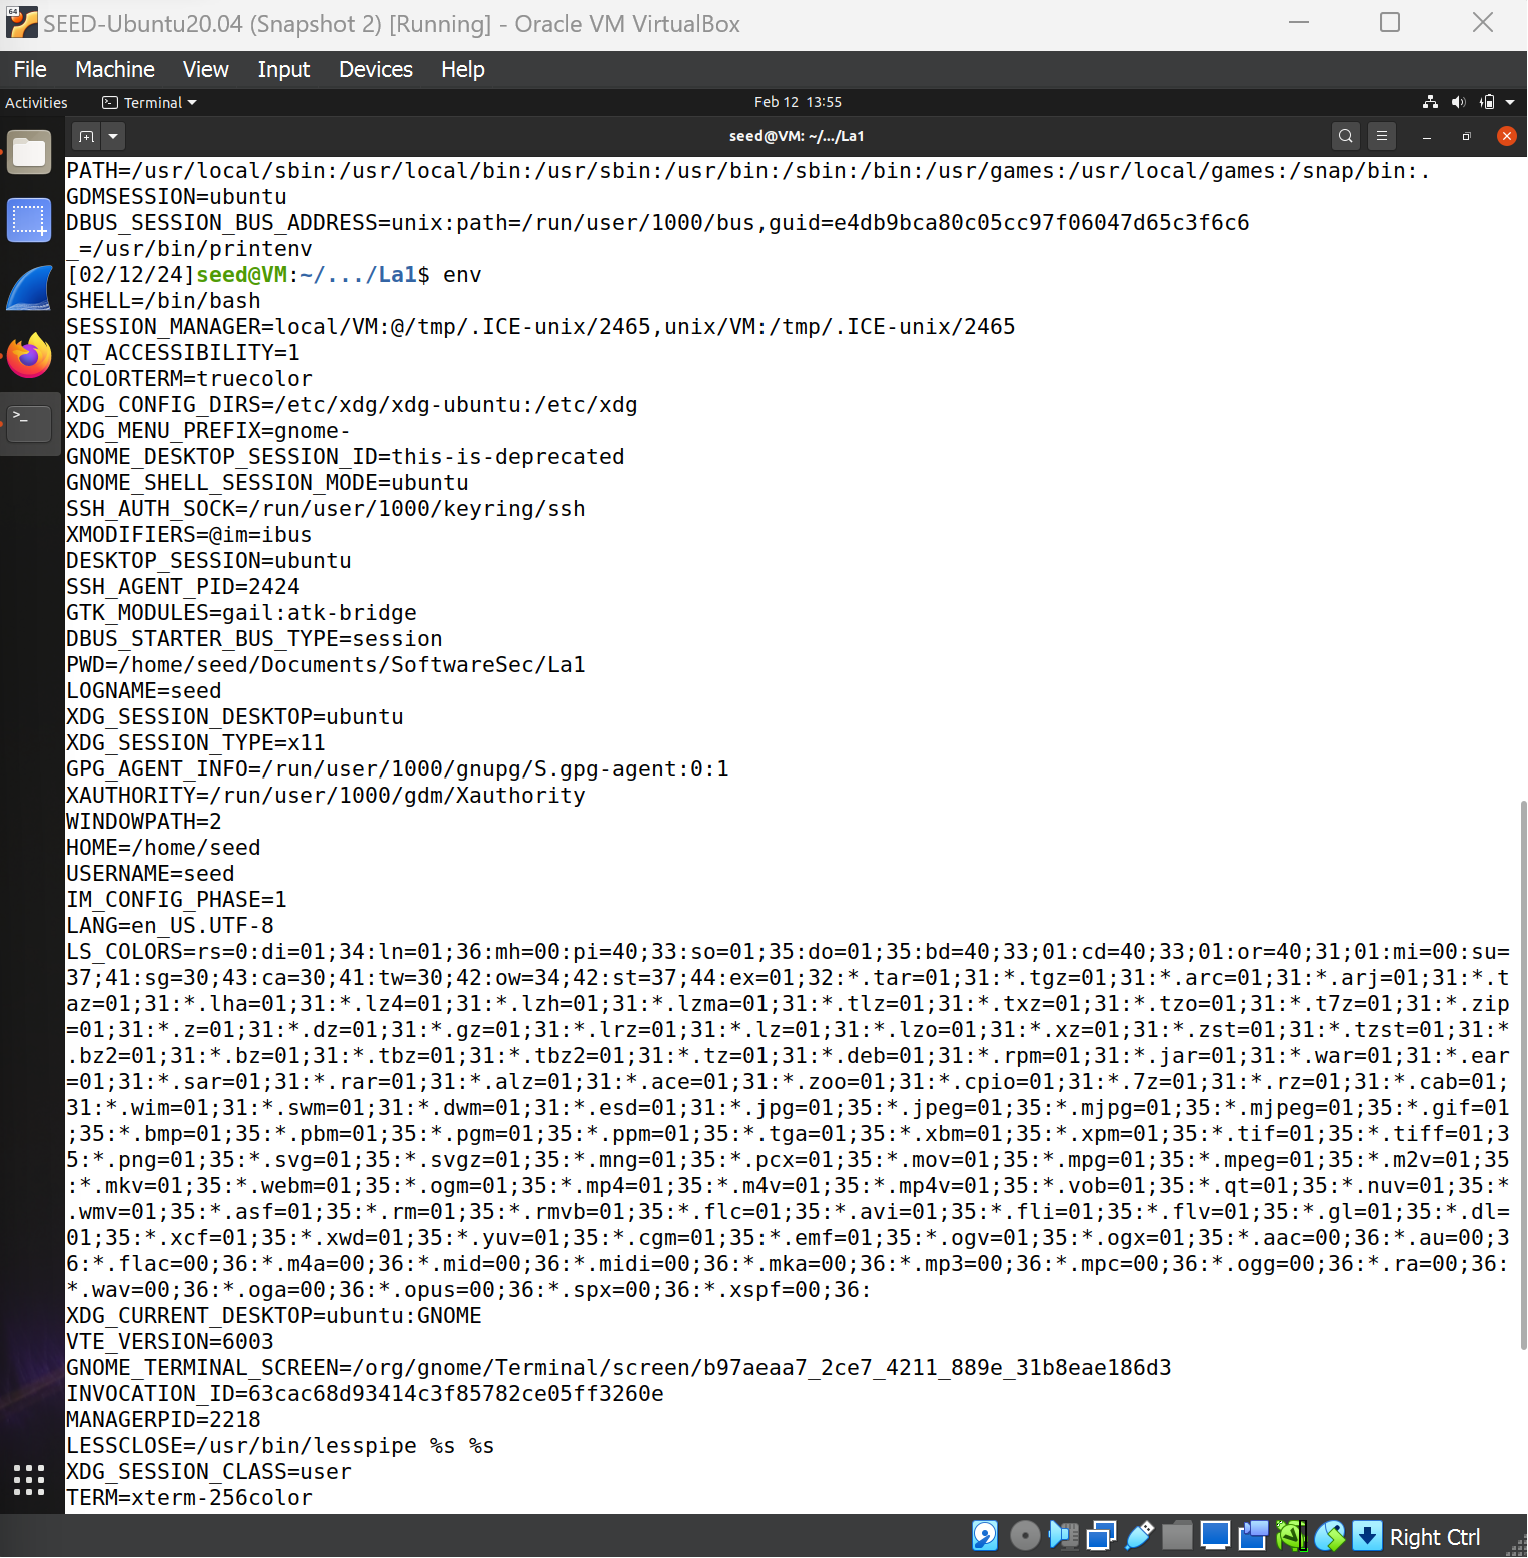 64
SEED-Ubuntu20.04 (Snapshot 2) [Running] - Oracle VM VirtualBox
File Machine View Input Devices Help
Activities Terminal Feb 12 13:55
seed@VM: ~/.../La1
PATH=/usr/local/sbin:/usr/local/bin:/usr/sbin:/usr/bin:/sbin:/bin:/usr/games:/usr/local/games:/snap/bin:.
GDMSESSION=ubuntu
DBUS_SESSION_BUS_ADDRESS=unix:path=/run/user/1000/bus,guid=e4db9bca80c05cc97f06047d65c3f6c6
_=/usr/bin/printenv
[02/12/24]seed@VM:~/.../La1$ env
SHELL=/bin/bash
SESSION_MANAGER=local/VM:@/tmp/.ICE-unix/2465,unix/VM:/tmp/.ICE-unix/2465
QT_ACCESSIBILITY=1
COLORTERM=truecolor
XDG_CONFIG_DIRS=/etc/xdg/xdg-ubuntu:/etc/xdg
XDG_MENU_PREFIX=gnome-
GNOME_DESKTOP_SESSION_ID=this-is-deprecated
GNOME_SHELL_SESSION_MODE=ubuntu
SSH_AUTH_SOCK=/run/user/1000/keyring/ssh
XMODIFIERS=@im=ibus
DESKTOP_SESSION=ubuntu
SSH_AGENT_PID=2424
GTK_MODULES=gail:atk-bridge
DBUS_STARTER_BUS_TYPE=session
PWD=/home/seed/Documents/SoftwareSec/La1
LOGNAME=seed
XDG_SESSION_DESKTOP=ubuntu
XDG_SESSION_TYPE=x11
GPG_AGENT_INFO=/run/user/1000/gnupg/S.gpg-agent:0:1
XAUTHORITY=/run/user/1000/gdm/Xauthority
WINDOWPATH=2
HOME=/home/seed
USERNAME=seed
IM_CONFIG_PHASE=1
LANG=en_US.UTF-8
LS_COLORS=rs=0:di=01;34:ln=01;36:mh=00:pi=40;33:so=01;35:do=01;35:bd=40;33;01:cd=40;33;01:or=40;31;01:mi=00:su=
37;41:sg=30;43:ca=30;41:tw=30;42:ow=34;42:st=37;44:ex=01;32:*.tar=01;31:*.tgz=01;31:*.arc=01;31:*.arj=01;31:*.t
az=01;31:*.lha=01;31:*.lz4=01;31:*.lzh=01;31:*.lzma=01;31:*.tlz=01;31:*.txz=01;31:*.tzo=01;31:*.t7z=01;31:*.zip
=01;31:*.z=01;31:*.dz=01;31:*.gz=01;31:*.lrz=01;31:*.lz=01;31:*.lzo=01;31:*.xz=01;31:*.zst=01;31:*.tzst=01;31:*
.bz2=01;31:*.bz=01;31:*.tbz=01;31:*.tbz2=01;31:*.tz=01;31:*.deb=01;31:*.rpm=01;31:*.jar=01;31:*.war=01;31:*.ear
=01;31:*.sar=01;31:*.rar=01;31:*.alz=01;31:*.ace=01;31:*.zoo=01;31:*.cpio=01;31:*.7z=01;31:*.rz=01;31:*.cab=01;
31:*.wim=01;31:*.swm=01;31:*.dwm=01;31:*.esd=01;31:*.jpg=01;35:*.jpeg=01;35:*.mjpg=01;35:*.mjpeg=01;35:*.gif=01
;35:*.bmp=01;35:*.pbm=01;35:*.pgm=01;35:*.ppm=01;35:*.tga=01;35:*.xbm=01;35:*.xpm=01;35:*.tif=01;35:*.tiff=01;3
5:*.png=01;35:*.svg=01;35:*.svgz=01;35:*.mng=01;35:*.pcx=01;35:*.mov=01;35:*.mpg=01;35:*.mpeg=01;35:*.m2v=01;35
:*.mkv=01;35:*.webm=01;35:*.ogm=01;35:*.mp4=01;35:*.m4v=01;35:*.mp4v=01;35:*.vob=01;35:*.qt=01;35:*.nuv=01;35:*
.wmv=01;35:*.asf=01;35:*.rm=01;35:*.rmvb=01;35:*.flc=01;35:*.avi=01;35:*.fli=01;35:*.flv=01;35:*.gl=01;35:*.dl=
01;35:*.xcf=01;35:*.xwd=01;35:*.yuv=01;35:*.cgm=01;35:*.emf=01;35:*.ogv=01;35:*.ogx=01;35:*.aac=00;36:*.au=00;3
6:*.flac=00;36:*.m4a=00;36:*.mid=00;36:*.midi=00;36:*.mka=00;36:*.mp3=00;36:*.mpc=00;36:*.ogg=00;36:*.ra=00;36:
*.wav=00;36:*.oga=00;36:*.opus=00;36:*.spx=00;36:*.xspf=00;36:
XDG_CURRENT_DESKTOP=ubuntu:GNOME
VTE_VERSION=6003
GNOME_TERMINAL_SCREEN=/org/gnome/Terminal/screen/b97aeaa7_2ce7_4211_889e_31b8eae186d3
INVOCATION_ID=63cac68d93414c3f85782ce05ff3260e
MANAGERPID=2218
LESSCLOSE=/usr/bin/lesspipe %s %s
XDG_SESSION_CLASS=user
TERM=xterm-256color
Right Ctrl